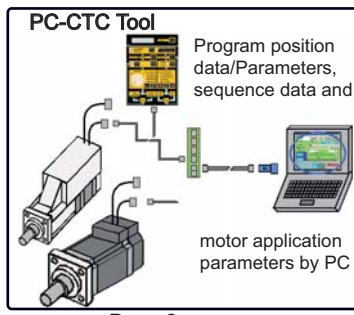 PC-CTC Tool
Program position
data/Parameters,
sequence data and
motor application
parameters by PC